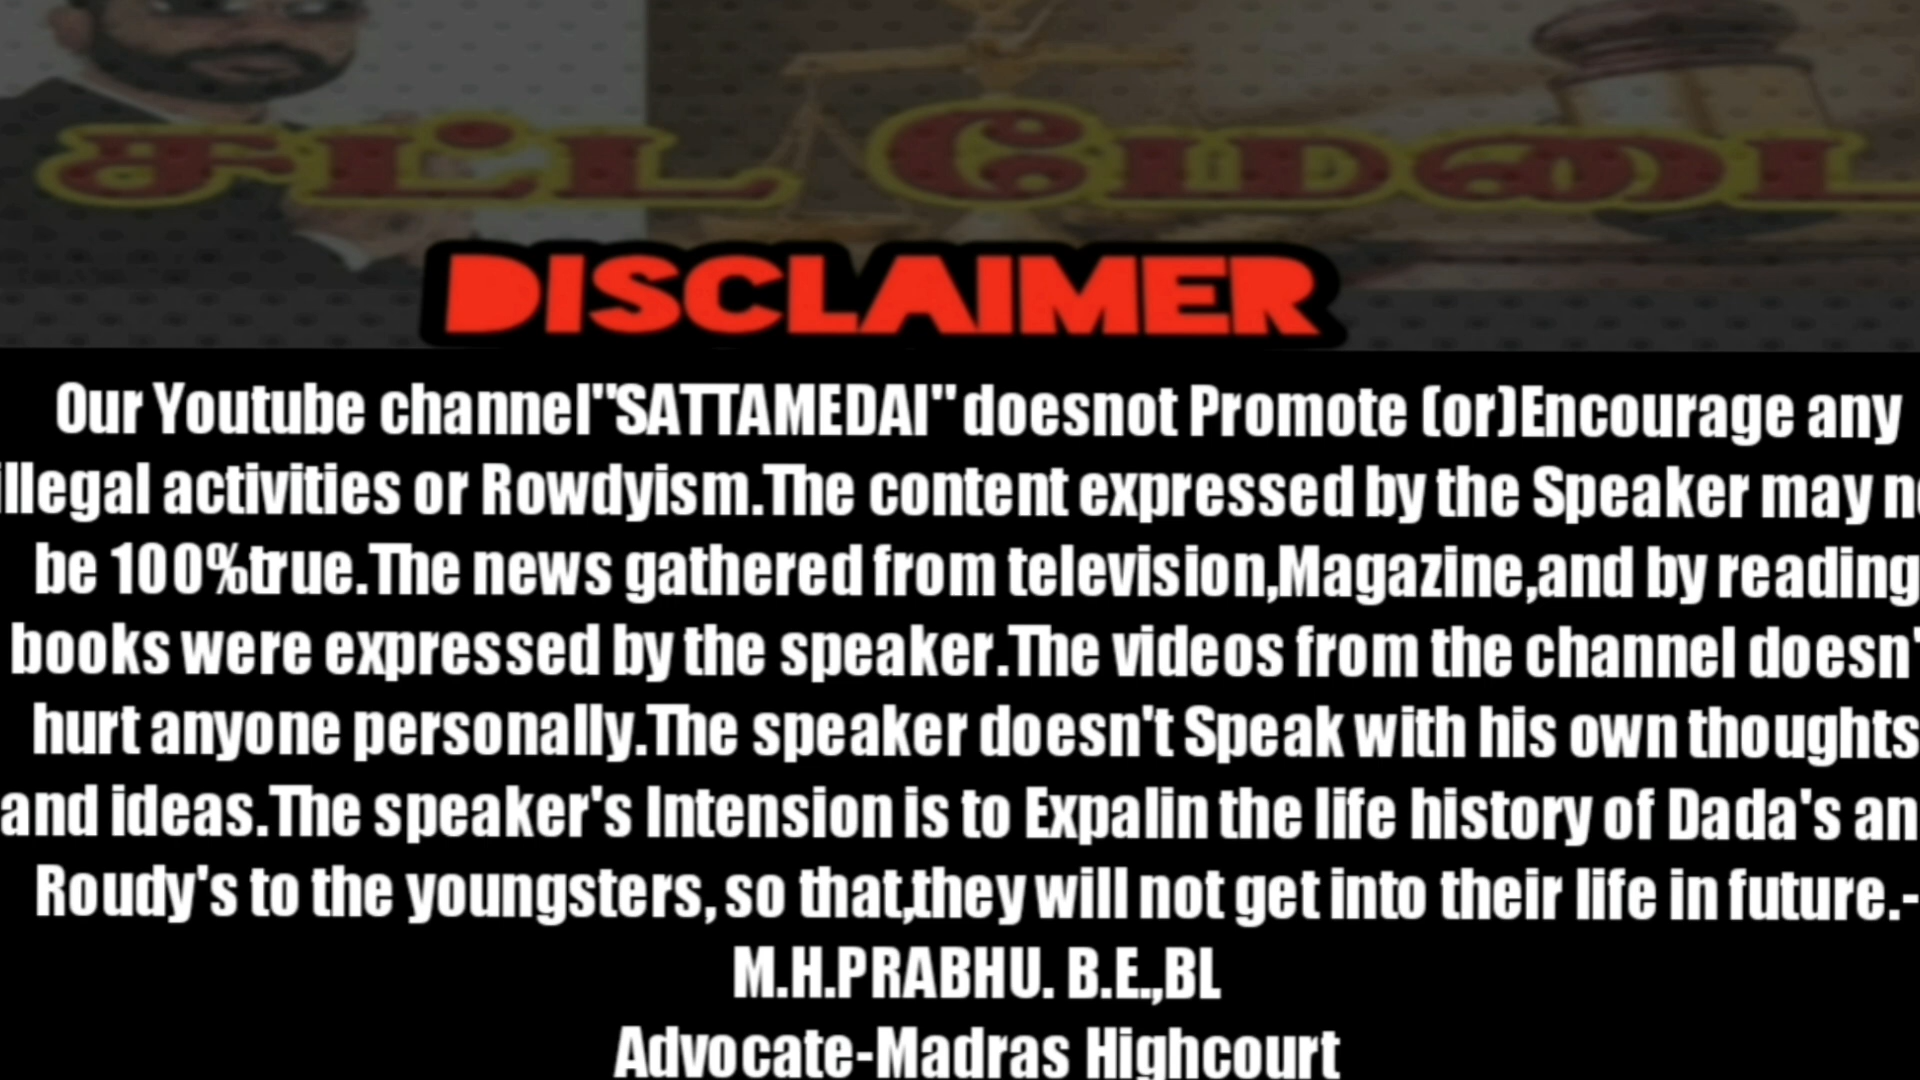 சட்ட மேடை
DISCLAIMER
Our Youtube channel"SATTAMEDAI"doesnot Promote (or)Encourage any
illegal activities or Rowdyism.The content expressed by the Speaker may
be 100%true.The news gathered from television,Magazine,and by reading
books were expressed by the speaker.The videos from the channel doesn'
hurt anyone personally.The speaker doesn't Speak with his own thoughts
and ideas.The speaker's Intension is to Expalin the life history of Dada's an
Roudy's to the youngsters, so that,they will not get into their life in future.-
M.H.PRABHU. B.E.,BL
Advocate-Madras Highcourt